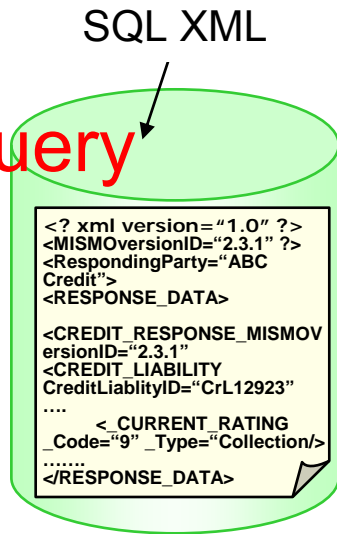 SQL XML
uery
<? xml version=“1.0” ?>
<MISMOversionID=“2.3.1” ?>
<RespondingParty=“ABC
Credit”>
<RESPONSE_DATA>
<CREDIT_RESPONSE_MISMOV
ersionID=“2.3.1”
<CREDIT_LIABILITY
CreditLiablityID=“CrL12923”
….
<_CURRENT_RATING
_Code=“9” _Type=“Collection/>
…….
</RESPONSE_DATA>